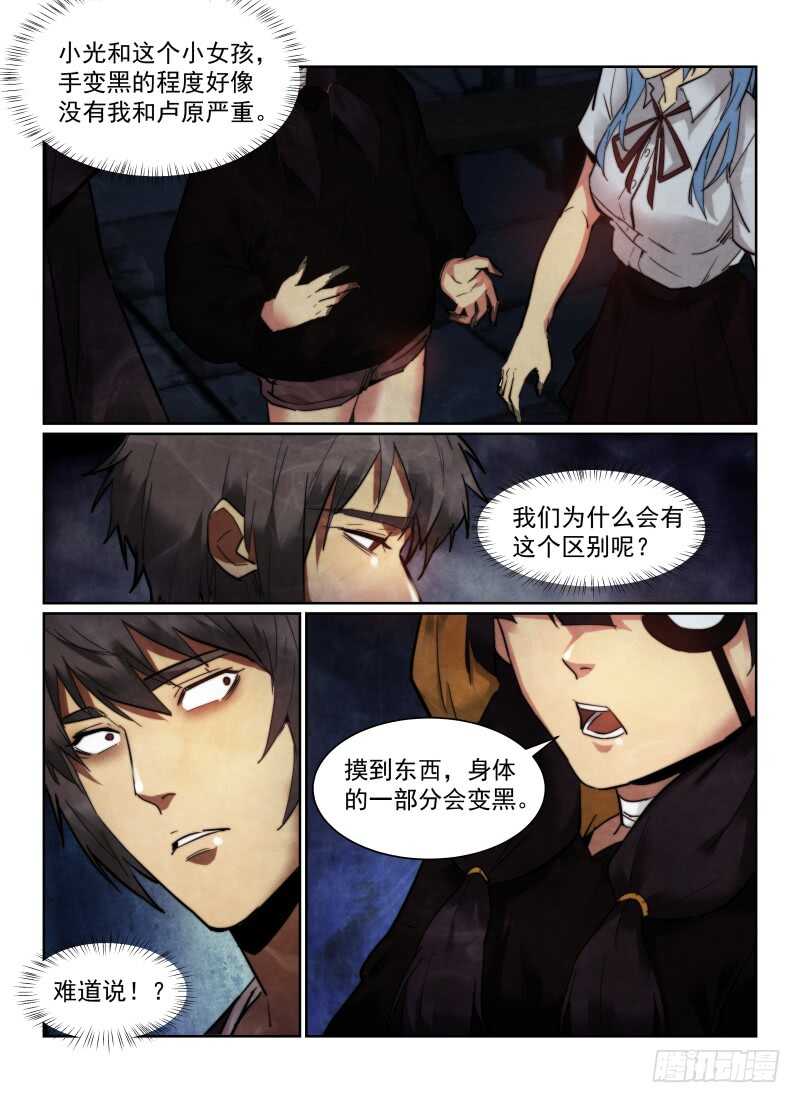 小光和这个小女孩，
手变黑的程度好像
没有我和卢原严重。
我们为什么会有
这个区别呢？
摸到东西，身体
的一部分会变黑。
难道说！？
腾讯动漫